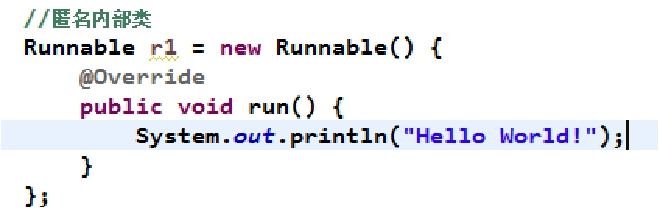 //匿名内部类
Runnable r1 = new Runnable() {
    @Override
    public void run() {
        System.out.println("Hello World!");
    }
};